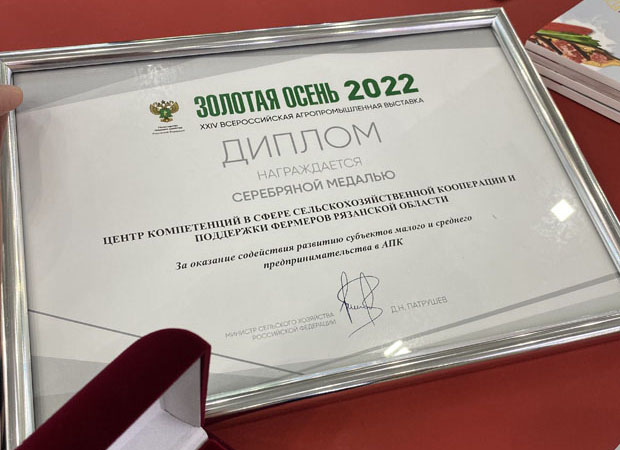 ЗОЛОТАЯ ОСЕНЬ 2022
XXIV ВСЕРОССИЙСКАЯ АГРОПРОМЫШЛЕННАЯ ВЫСТАВКА
ДИПЛОМ
НАГРАЖДАЕТСЯ
СЕРЕБРЯНОЙ МЕДАЛЬЮ
ЦЕНТР КОМПЕТЕНЦИЙ В СФЕРЕ СЕЛЬСКОХОЗЯЙСТВЕННОЙ КООПЕРАЦИИ И
ПОДДЕРЖКИ ФЕРМЕРОВ РЯЗАНСКОЙ ОБЛАСТИ
За оказание содействия развитию субъектов малого и среднего
предпринимательства в АПК
МИНИСТР СЕЛЬСКОГО ХОЗЯЙСТВА
РОССИЙСКОЙ ФЕДЕРАЦИИ
Д.Н. ПАТРУШЕВ